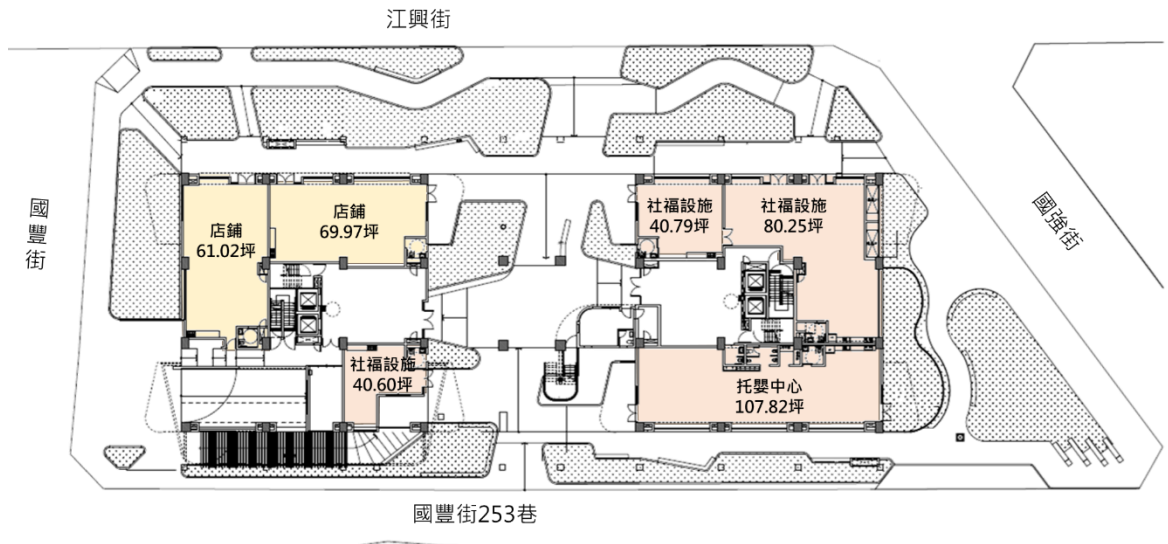 江興街
國豐街
店鋪
61.02坪
店鋪
69.97坪
社福設施
40.79坪
社福設施
80.25坪
國強街
社福設施
40.60坪
托嬰中心
107.82坪
國豐街253巷